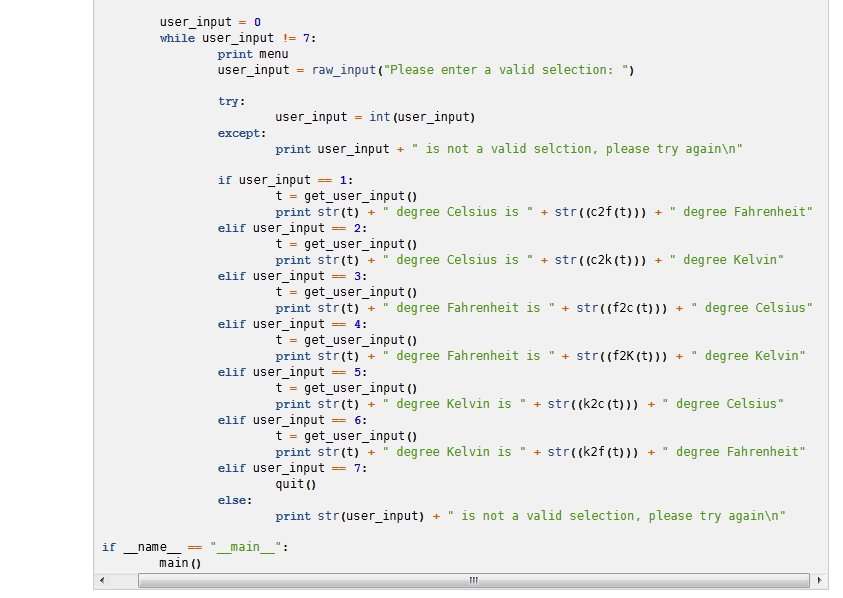 user_input = 0
while user_input != 7:
print menu
user_input = raw_input("Please enter a valid selection: ")
try:
user_input = int(user_input)
except:
print user_input + " is not a valid selction, please try again\n"
if user_input == 1:
t = get_user_input()
print str(t) + " degree Celsius is " + str((c2f(t))) + " degree Fahrenheit"
elif user_input == 2:
t = get_user_input()
print str(t) + " degree Celsius is " + str((c2k(t))) + " degree Kelvin"
elif user_input == 3:
t = get_user_input()
print str(t) + " degree Fahrenheit is " + str((f2c(t))) + " degree Celsius"
elif user_input == 4:
t = get_user_input()
print str(t) + " degree Fahrenheit is " + str((f2K(t))) + " degree Kelvin"
elif user_input == 5:
t = get_user_input()
print str(t) + " degree Kelvin is " + str((k2c(t))) + " degree Celsius"
elif user_input == 6:
t = get_user_input()
print str(t) + " degree Kelvin is " + str((k2f(t))) + " degree Fahrenheit"
elif user_input == 7:
quit()
else:
print str(user_input) + " is not a valid selection, please try again\n"
if __name__ == "__main__":
main()